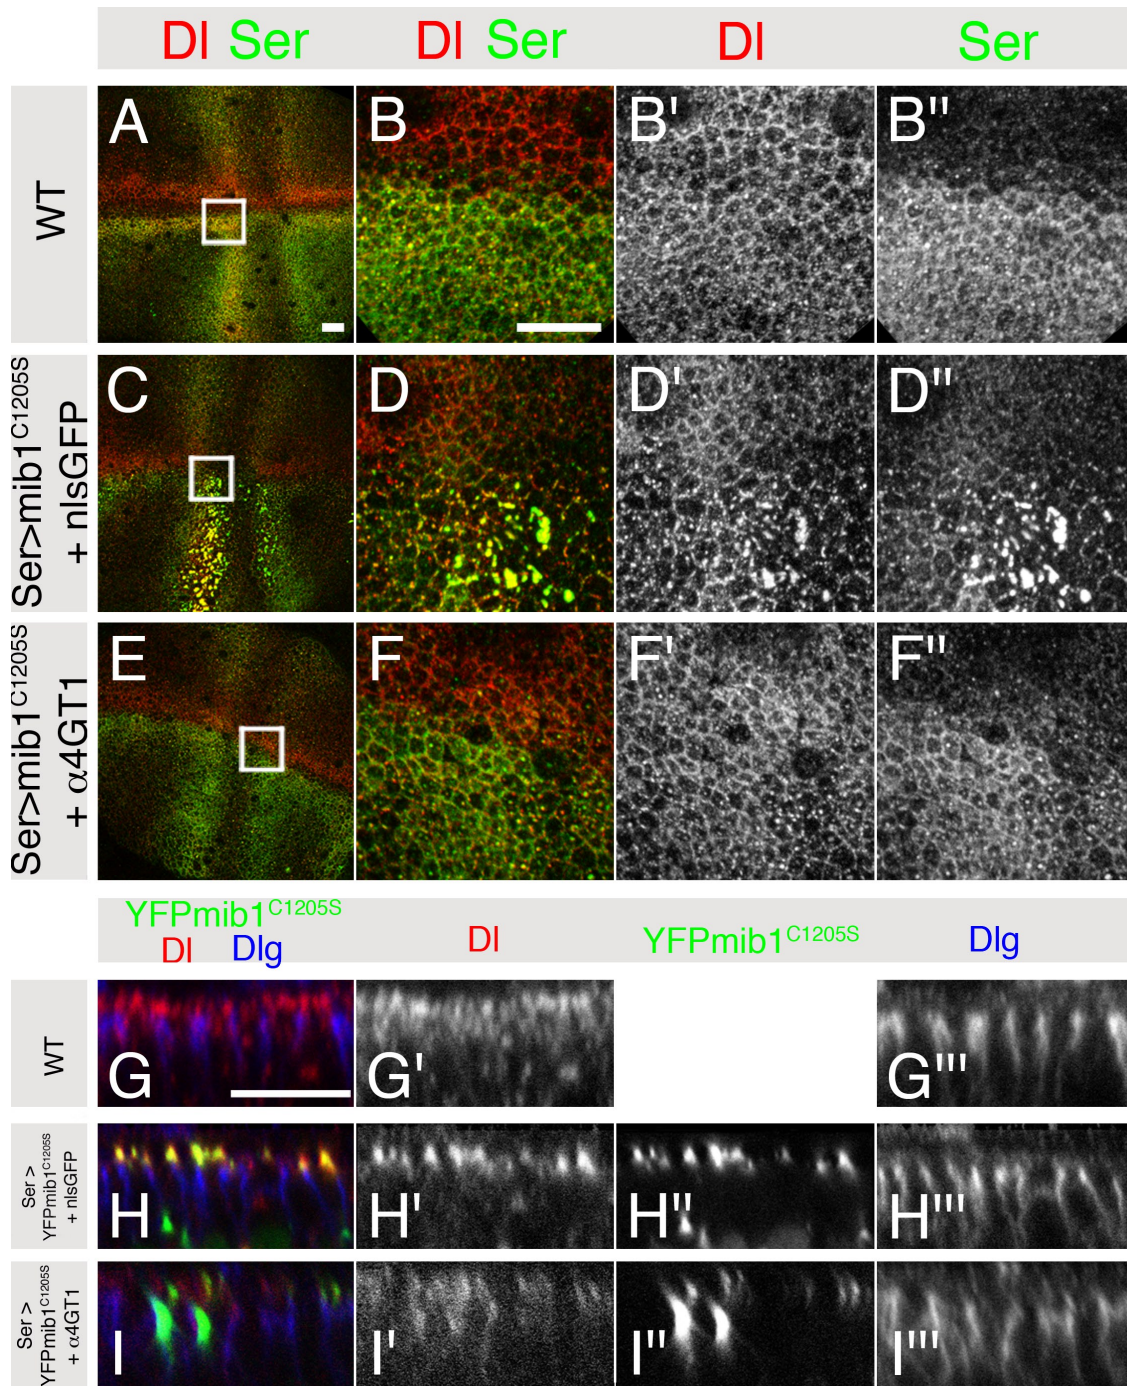 Dl Ser
Dl Ser
Dl
Ser
WT
A
B
B'
B''
Ser>mib1C1205S
+ nlsGFP
C
D
D'
D''
Ser>mib1C1205S
+ α4GT1
E
F
F'
F''
YFPmib1C1205S
Dl Dlg
Dl
YFPmib1C1205S
Dlg
WT
G
G'
G'''
Ser >
YFPmib1C1205S
+ nlsGFP
H
H'
H''
H'''
Ser >
YFPmib1C1205S
+ α4GT1
I
I'
I''
I'''